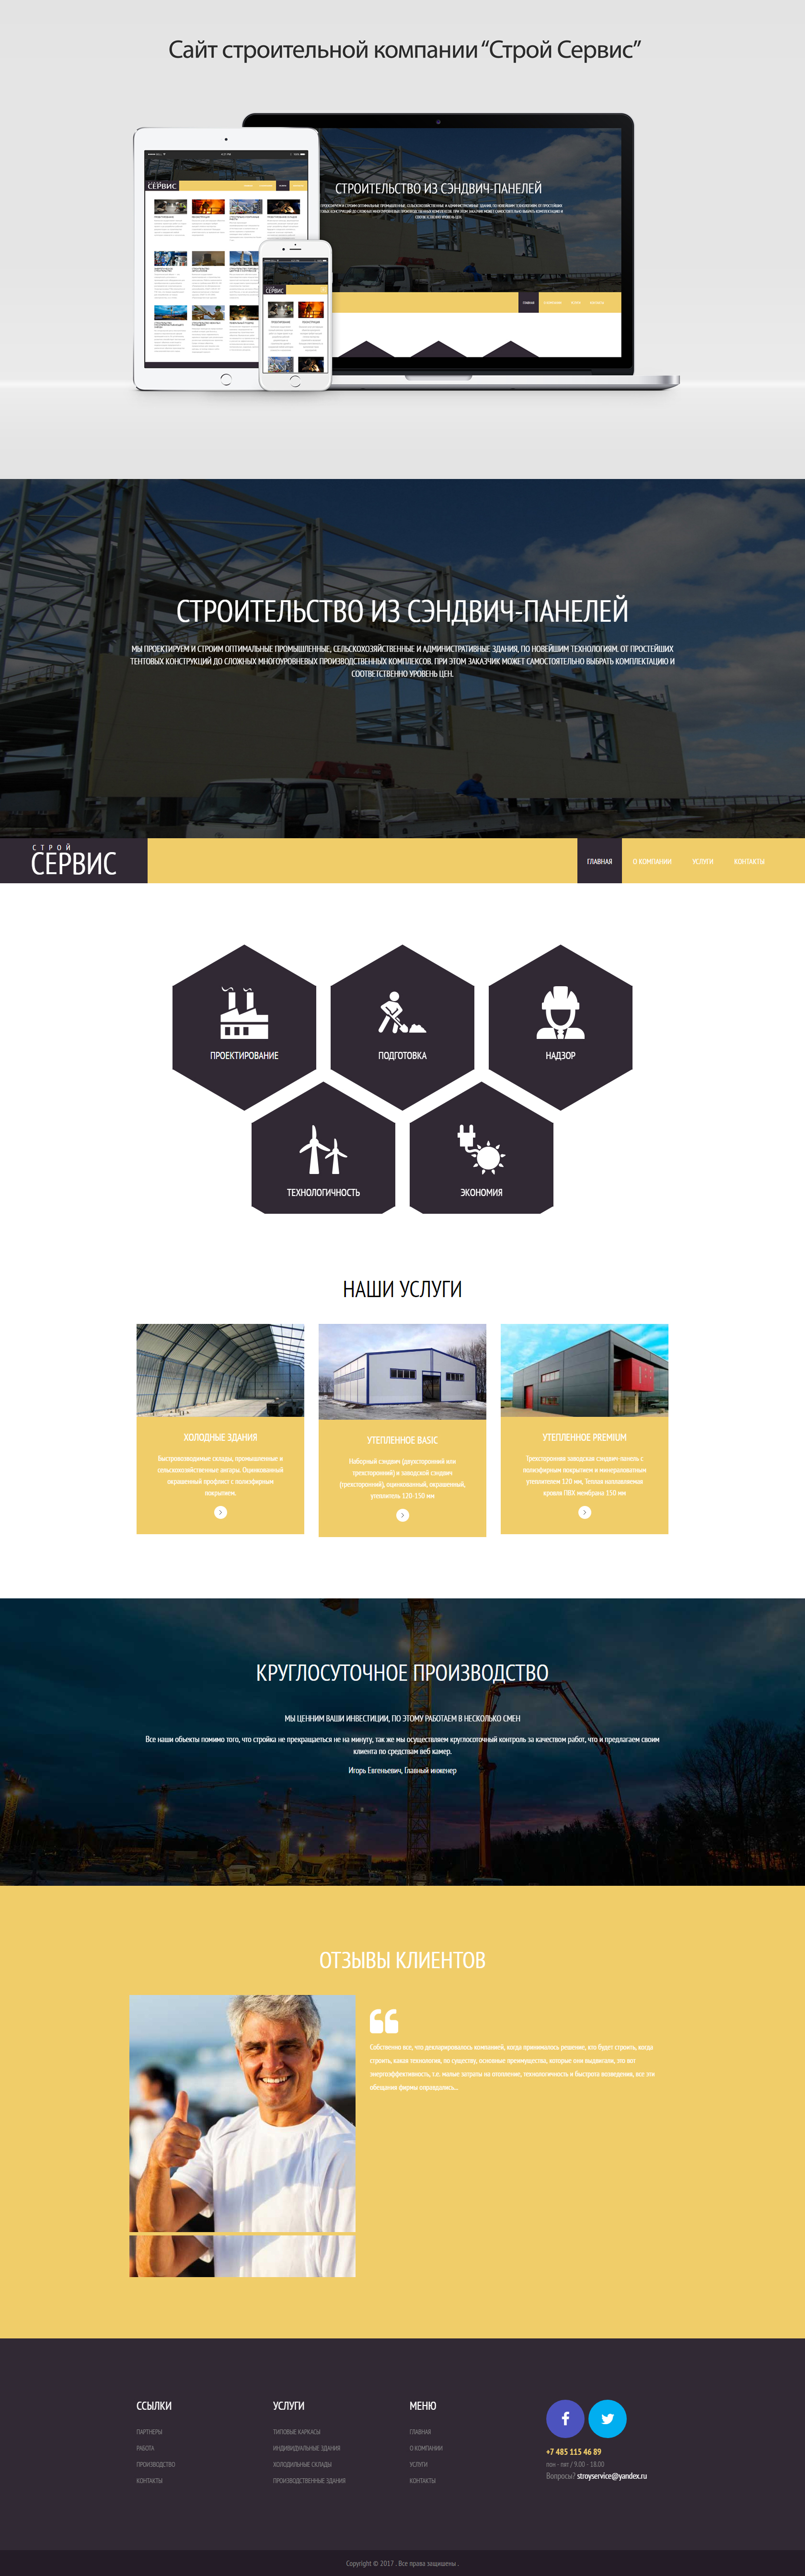 Сайт строительной компании “Строй Сервис”
СЕРВИС
СТРОИТЕЛЬСТВО ИЗ СЭНДВИЧ-ПАНЕЛЕЙ
СЕРВИС
СТРОИТЕЛЬСТВО ИЗ СЭНДВИЧ-ПАНЕЛЕЙ
МЫ ПРОЕКТИРУЕМ И СТРОИМ ОПТИМАЛЬНЫЕ ПРОМЫШЛЕННЫЕ, СЕЛЬСКОХОЗЯЙСТВЕННЫЕ И АДМИНИСТРАТИВНЫЕ ЗДАНИЯ, ПО НОВЕЙШИМ ТЕХНОЛОГИЯМ. ОТ ПРОСТЕЙШИХ
ТЕНТОВЫХ КОНСТРУКЦИЙ ДО СЛОЖНЫХ МНОГОУРОВНЕВЫХ ПРОИЗВОДСТВЕННЫХ КОМПЛЕКСОВ. ПРИ ЭТОМ ЗАКАЗЧИК МОЖЕТ САМОСТОЯТЕЛЬНО ВЫБРАТЬ КОМПЛЕКТАЦИЮ И
СООТВЕТСТВЕННО УРОВЕНЬ ЦЕН.
СТРОЙ
СЕРВИС
ГЛАВНАЯ О КОМПАНИИ УСЛУГИ КОНТАКТЫ
ПРОЕКТИРОВАНИЕ
ПОДГОТОВКА
НАДЗОР
ТЕХНОЛОГИЧНОСТЬ
ЭКОНОМИЯ
НАШИ УСЛУГИ
ХОЛОДНЫЕ ЗДАНИЯ
Быстровозводимые склады, промышленные и
сельскохозяйственные ангары. Оцинкованный
окрашенный профлист с полиэфирным
покрытием.
УТЕПЛЕННОЕ BASIC
Наборный сэндвич (двухсторонний или
трехсторонний) и заводской сэндвич
(трехсторонний), оцинкованный, окрашенный,
утеплитель 120-150 мм
УТЕПЛЕННОЕ PREMIUM
Трехсторонняя заводская сэндвич панель с
полиэфирным покрытием и минераловатным
утеплителем 120 мм, Теплая наплавляемая
кровля ПВХ мембрана 150 мм
КРУГЛОСУТОЧНОЕ ПРОИЗВОДСТВО
МЫ ЦЕННИМ ВАШИ ИНВЕСТИЦИИ, ПО ЭТОМУ РАБОТАЕМ В НЕСКОЛЬКО СМЕН
Все наши объекты помимо того, что стройка не прекращаеться не на минуту, так же мы осуществляем круглосоточный контроль за качеством работ, что и предлагаем своим
клиента по средствам веб камер.
Игорь Евгеньевич, Главный инженер
ОТЗЫВЫ КЛИЕНТОВ
Собственно все, что декларировалось компанией, когда принималось решение, кто будет строить, когда
строить, какая технология, по существу, основные преимущества, которые они выдвигали, это вот
энергоэффективность, т.е. малые затраты на отопление, технологичность и быстрота возведения, все эти
обещания фирмы оправдались...
ССЫЛКИ
ПАРТНЕРЫ
РАБОТА
ПРОИЗВОДСТВО
КОНТАКТЫ
УСЛУГИ
ТИПОВЫЕ КАРКАСЫ
ИНДИВИДУАЛЬНЫЕ ЗДАНИЯ
ХОЛОДИЛЬНЫЕ СКЛАДЫ
ПРОИЗВОДСТВЕННЫЕ ЗДАНИЯ
МЕНЮ
ГЛАВНАЯ
О КОМПАНИИ
УСЛУГИ
КОНТАКТЫ
+7 485 115 46 89
пон - пят / 9.00 - 18.00
Вопросы? stroyservice@yandex.ru
Copyright © 2017 . Все права защищены .